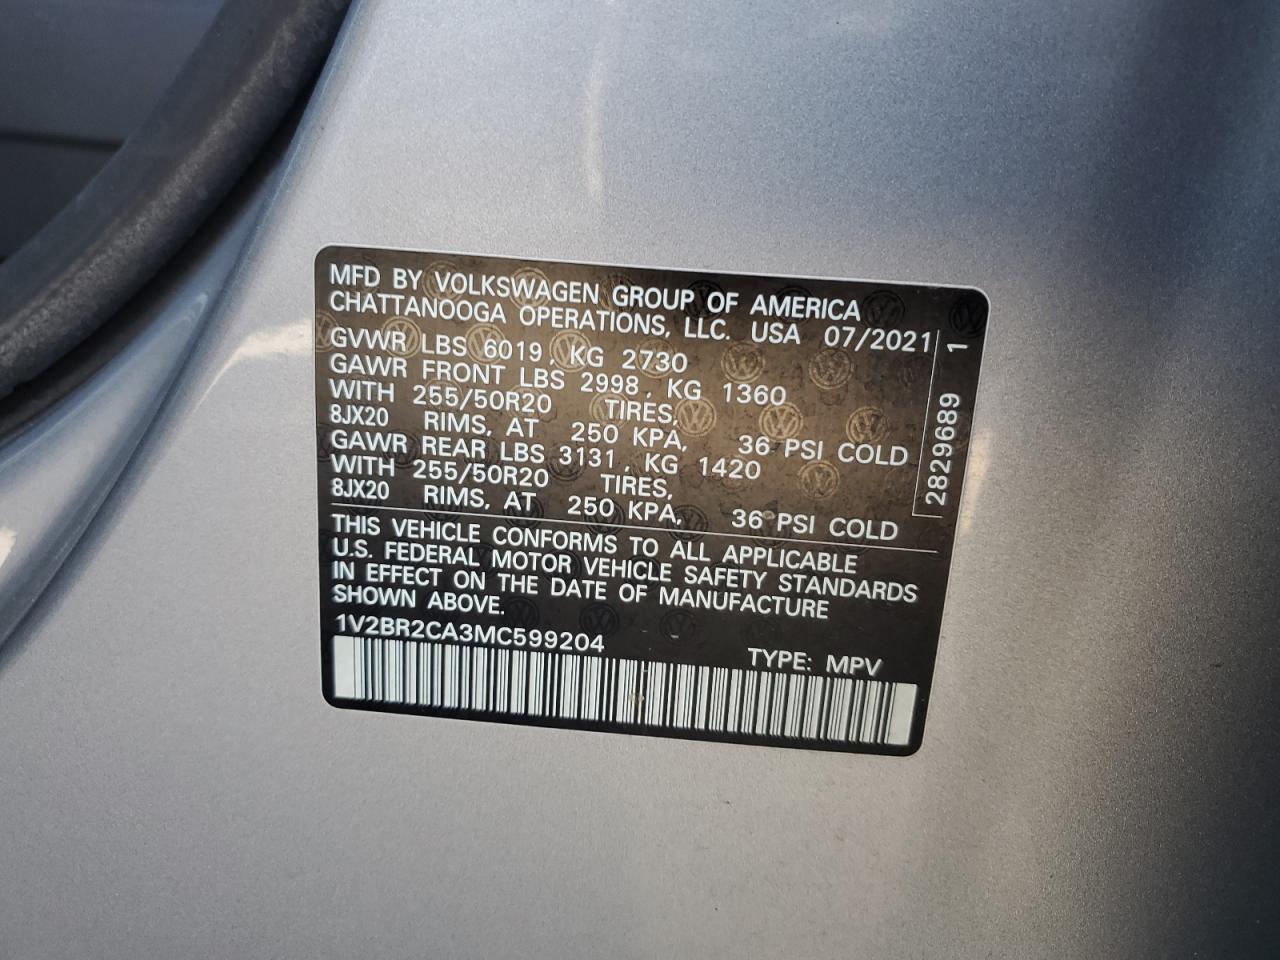 MFD BY VOLKSWAGEN GROUP OF AMERICA
CHATTANOOGA OPERATIONS, LLC. USA 07/2021
GVWR LBS 6019, KG 2730
GAWR FRONT LBS 2998, KG 1360
WITH 255/50R20 TIRES,
8JX20 RIMS, AT 250 KPA, 36 PSI COLD
GAWR REAR LBS 3131, KG 1420
WITH 255/50R20 TIRES,
8JX20 RIMS, AT 250 KPA, 36 PSI COLD
2829689 1
THIS VEHICLE CONFORMS TO ALL APPLICABLE
U.S. FEDERAL MOTOR VEHICLE SAFETY STANDARDS
IN EFFECT ON THE DATE OF MANUFACTURE
SHOWN ABOVE.
1V2BR2CA3MC599204 TYPE: MPV